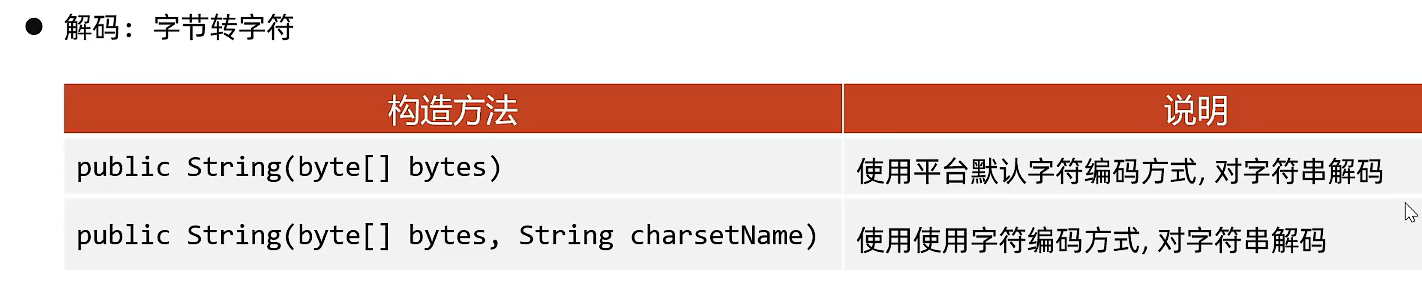 ● 解码：字节转字符
构造方法 说明
public String(byte[] bytes) 使用平台默认字符编码方式, 对字符串解码
public String(byte[] bytes, String charsetName) 使用使用字符编码方式, 对字符串解码